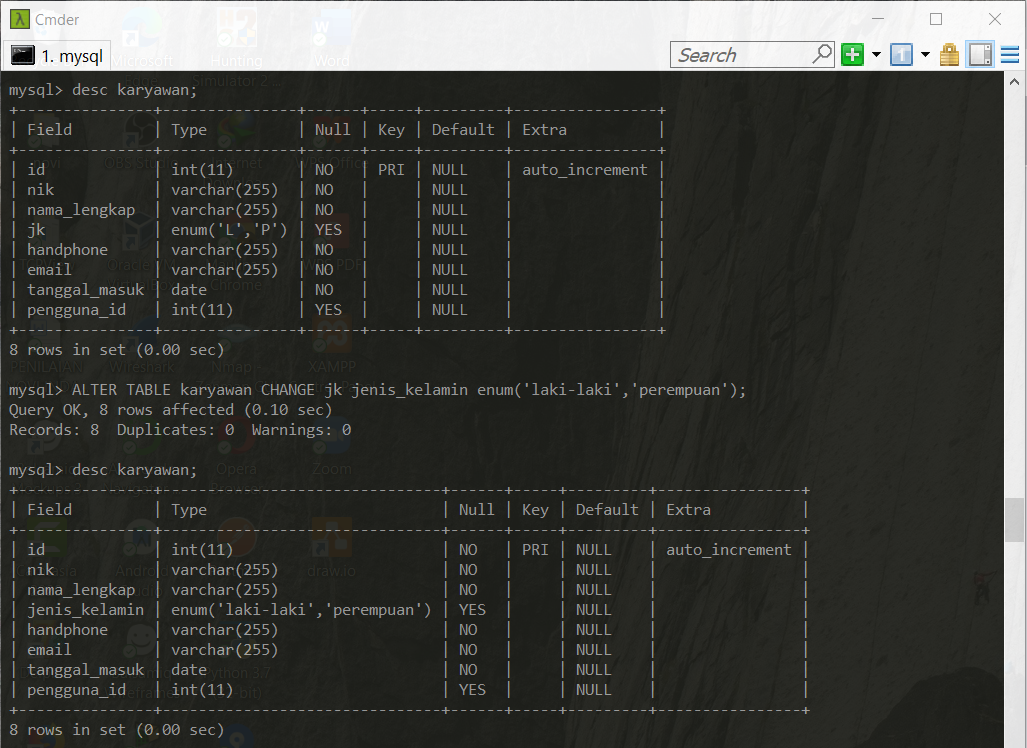 Cmder
1. mysql
Search
1
mysql> desc karyawan;
+---------------+---------------+------+-----+---------+----------------+
| Field         | Type          | Null | Key | Default | Extra          |
+---------------+---------------+------+-----+---------+----------------+
| id            | int(11)       | NO   | PRI | NULL    | auto_increment |
| nik           | varchar(255)  | NO   |     | NULL    |                |
| nama_lengkap  | varchar(255)  | NO   |     | NULL    |                |
| jk            | enum('L','P') | YES  |     | NULL    |                |
| handphone     | varchar(255)  | NO   |     | NULL    |                |
| email         | varchar(255)  | NO   |     | NULL    |                |
| tanggal_masuk | date          | NO   |     | NULL    |                |
| pengguna_id   | int(11)       | YES  |     | NULL    |                |
+---------------+---------------+------+-----+---------+----------------+
8 rows in set (0.00 sec)
mysql> ALTER TABLE karyawan CHANGE jk jenis_kelamin enum('laki-laki','perempuan');
Query OK, 8 rows affected (0.10 sec)
Records: 8  Duplicates: 0  Warnings: 0
mysql> desc karyawan;
+---------------+-------------------------------+------+-----+---------+----------------+
| Field         | Type                          | Null | Key | Default | Extra          |
+---------------+-------------------------------+------+-----+---------+----------------+
| id            | int(11)                       | NO   | PRI | NULL    | auto_increment |
| nik           | varchar(255)                  | NO   |     | NULL    |                |
| nama_lengkap  | varchar(255)                  | NO   |     | NULL    |                |
| jenis_kelamin | enum('laki-laki','perempuan') | YES  |     | NULL    |                |
| handphone     | varchar(255)                  | NO   |     | NULL    |                |
| email         | varchar(255)                  | NO   |     | NULL    |                |
| tanggal_masuk | date                          | NO   |     | NULL    |                |
| pengguna_id   | int(11)                       | YES  |     | NULL    |                |
+---------------+-------------------------------+------+-----+---------+----------------+
8 rows in set (0.00 sec)